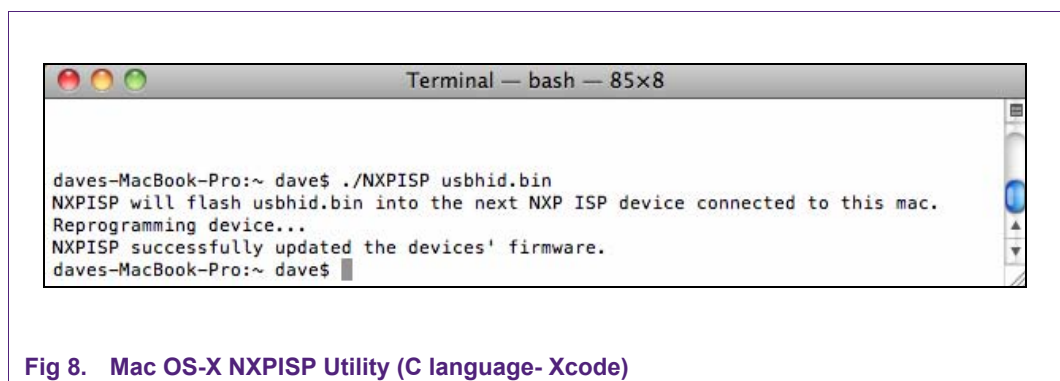 Terminal — bash — 85×8
daves-MacBook-Pro:~ dave$ ./NXPISP usbhid.bin
NXPISP will flash usbhid.bin into the next NXP ISP device connected to this mac.
Reprogramming device...
NXPISP successfully updated the devices' firmware.
daves-MacBook-Pro:~ dave$
Fig 8. Mac OS-X NXPISP Utility (C language- Xcode)